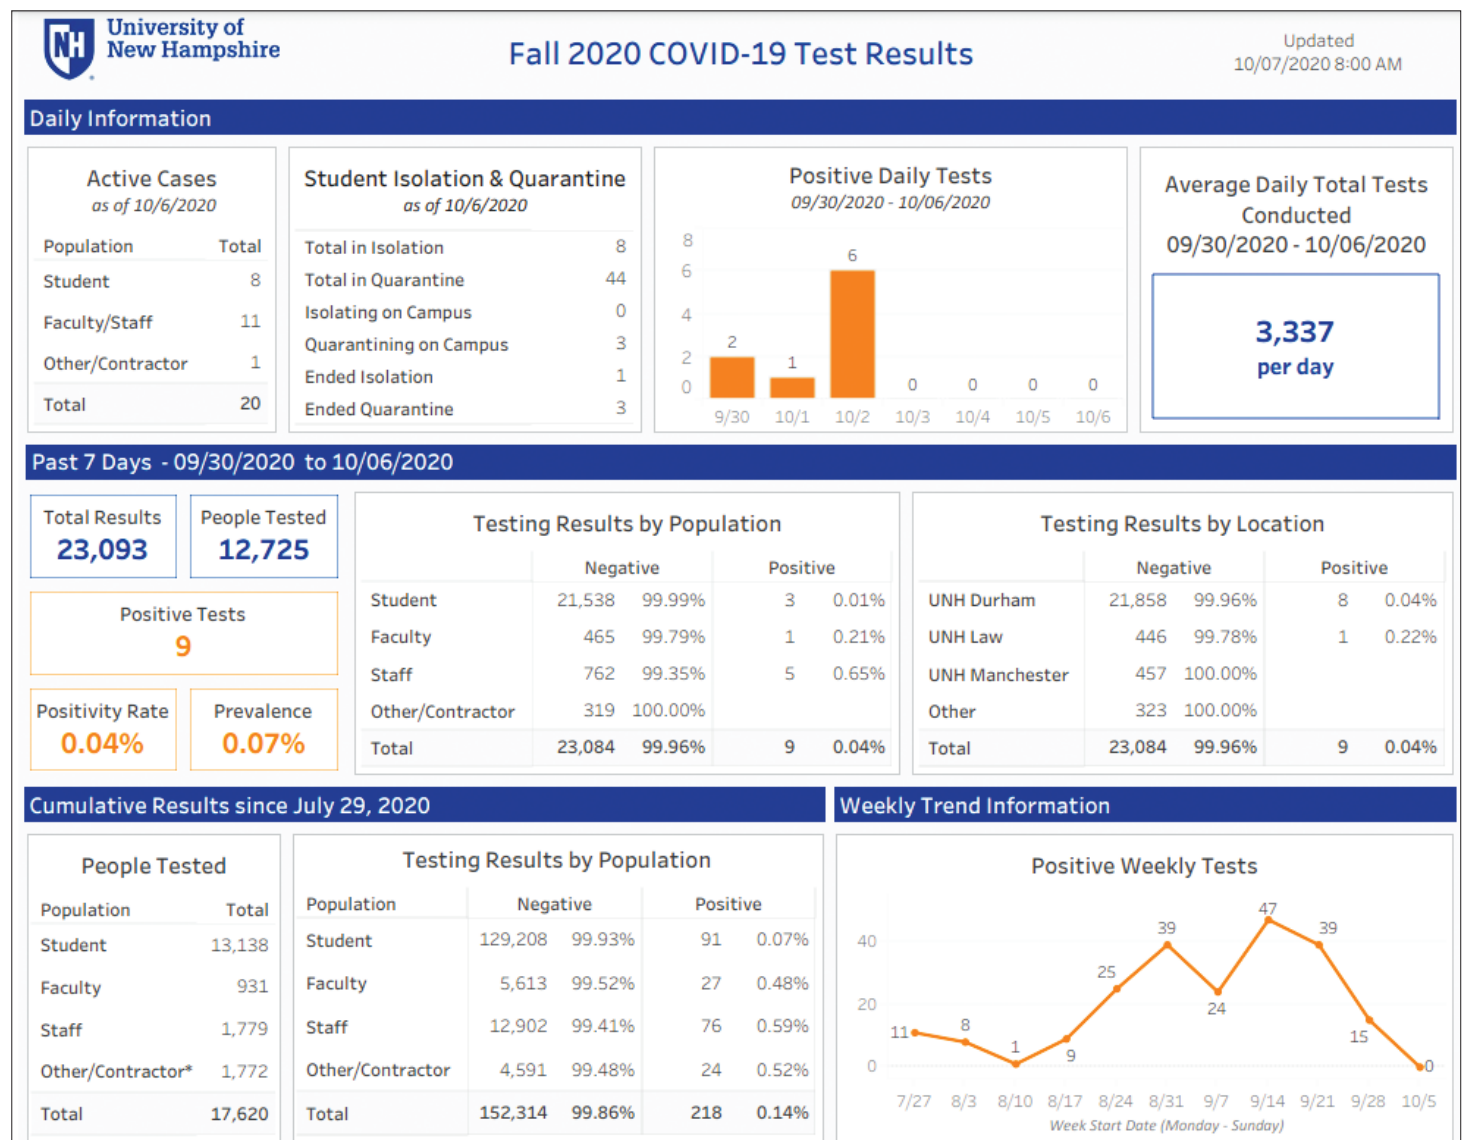 University of
New Hampshire
Fall 2020 COVID-19 Test Results
Updated
10/07/2020 8:00 AM
Daily Information
Active Cases
as of 10/6/2020
Population Total
Student 8
Faculty/Staff 11
Other/Contractor 1
Total 20
Student Isolation & Quarantine
as of 10/6/2020
Total in Isolation 8
Total in Quarantine 44
Isolating on Campus 0
Quarantining on Campus 3
Ended Isolation 1
Ended Quarantine 3
Positive Daily Tests
09/30/2020 - 10/06/2020
8
6
4
2
0
2 1 6 0 0 0 0
9/30 10/1 10/2 10/3 10/4 10/5 10/6
Average Daily Total Tests
Conducted
09/30/2020 - 10/06/2020
3,337
per day
Past 7 Days - 09/30/2020 to 10/06/2020
Total Results
23,093
People Tested
12,725
Positive Tests
9
Positivity Rate
0.04%
Prevalence
0.07%
Testing Results by Population
Negative Positive
Student 21,538 99.99% 3 0.01%
Faculty 465 99.79% 1 0.21%
Staff 762 99.35% 5 0.65%
Other/Contractor 319 100.00%
Total 23,084 99.96% 9 0.04%
Testing Results by Location
Negative Positive
UNH Durham 21,858 99.96% 8 0.04%
UNH Law 446 99.78% 1 0.22%
UNH Manchester 457 100.00%
Other 323 100.00%
Total 23,084 99.96% 9 0.04%
Cumulative Results since July 29, 2020
People Tested
Population Total
Student 13,138
Faculty 931
Staff 1,779
Other/Contractor* 1,772
Total 17,620
Testing Results by Population
Population Negative Positive
Student 129,208 99.93% 91 0.07%
Faculty 5,613 99.52% 27 0.48%
Staff 12,902 99.41% 76 0.59%
Other/Contractor 4,591 99.48% 24 0.52%
Total 152,314 99.86% 218 0.14%
Weekly Trend Information
Positive Weekly Tests
40
20
0
11 8 1 9 25 39 24 47 39 15 0
7/27 8/3 8/10 8/17 8/24 8/31 9/7 9/14 9/21 9/28 10/5
Week Start Date (Monday - Sunday)